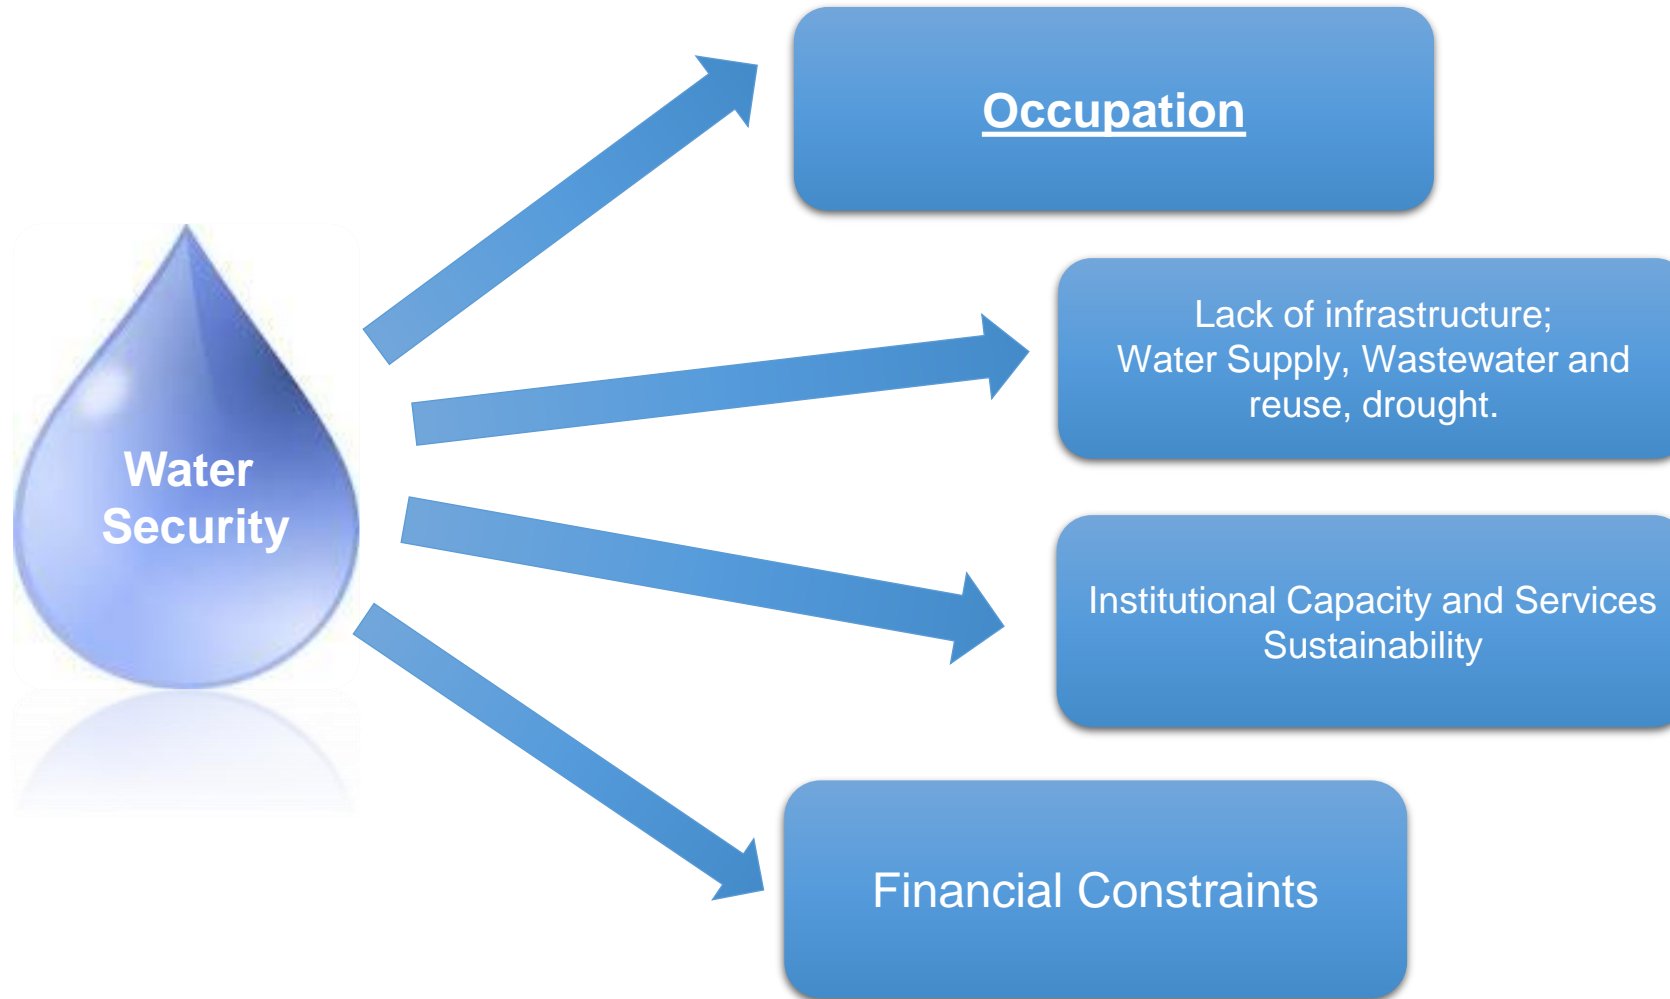 Occupation
Lack of infrastructure;
Water Supply, Wastewater and
reuse, drought.
Water
Security
Institutional Capacity and Services
Sustainability
Financial Constraints